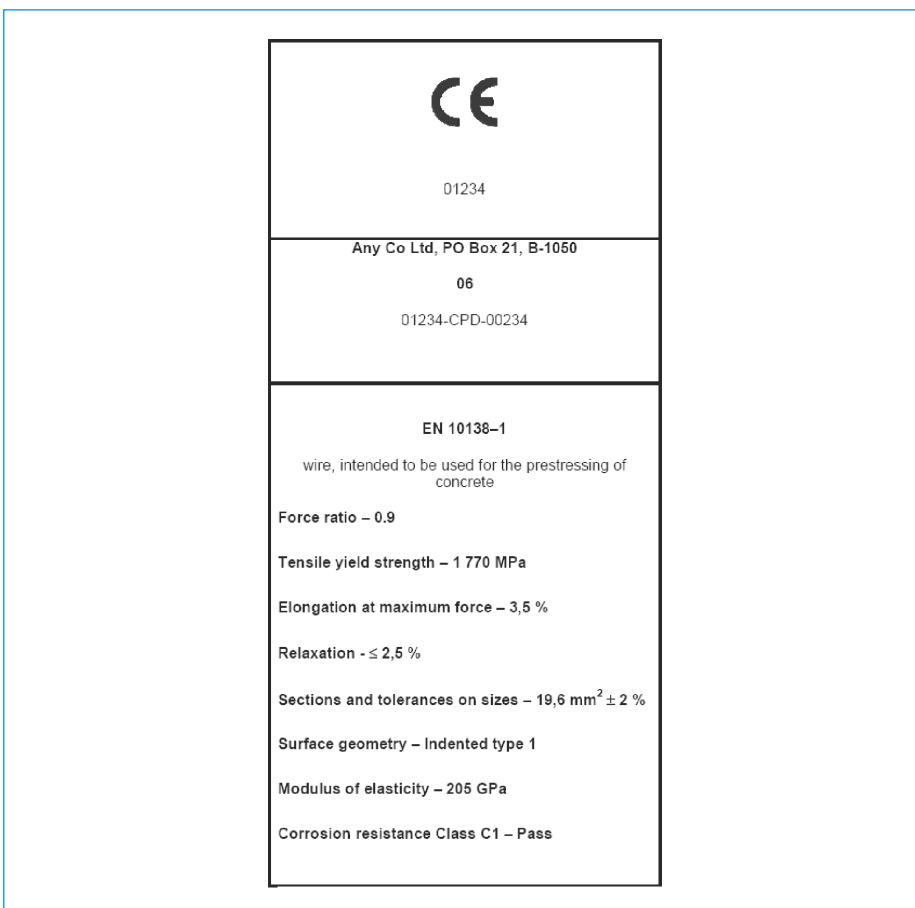 CE
01234
Any Co Ltd, PO Box 21, B-1050
06
01234-CPD-00234
EN 10138–1
wire, intended to be used for the prestressing of
concrete
Force ratio – 0.9
Tensile yield strength – 1 770 MPa
Elongation at maximum force – 3,5 %
Relaxation - ≤ 2,5 %
Sections and tolerances on sizes – 19,6 mm² ± 2 %
Surface geometry – Indented type 1
Modulus of elasticity – 205 GPa
Corrosion resistance Class C1 – Pass